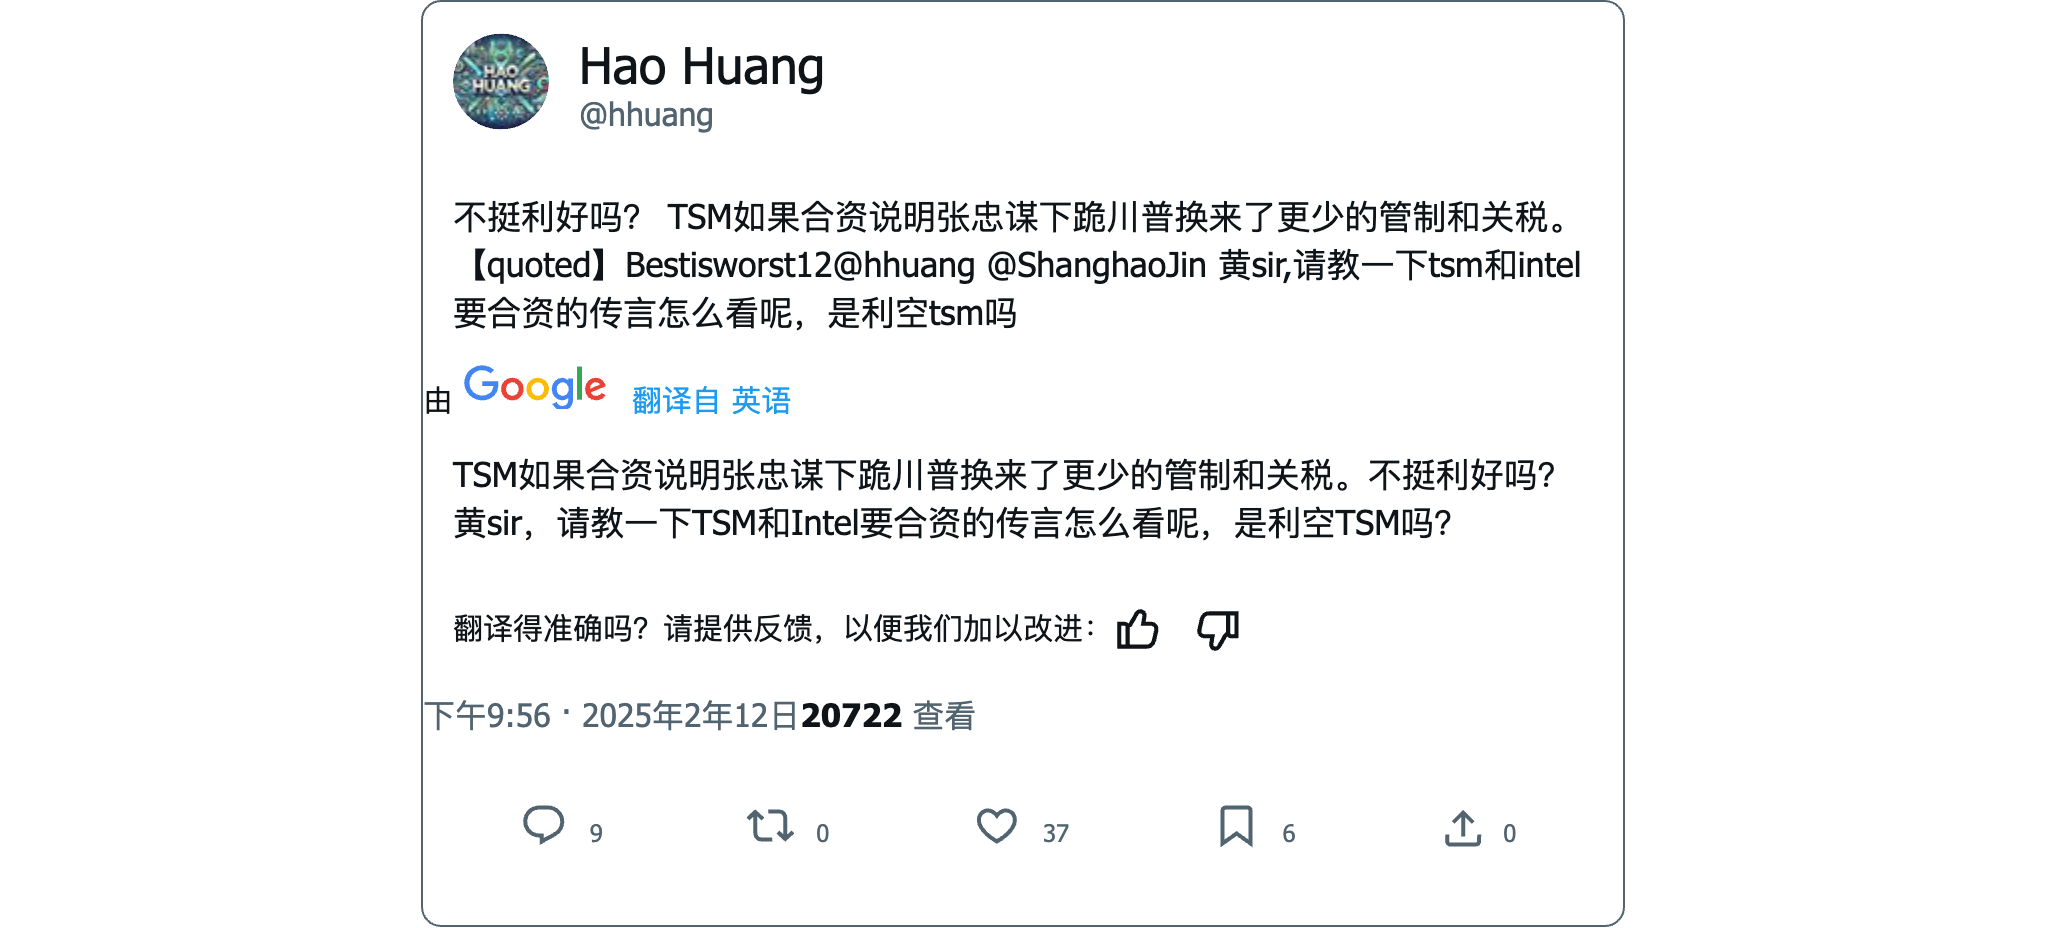 HAO
HUANG
Hao Huang
@hhuang
不挺利好吗？ TSM如果合资说明张忠谋下跪川普换来了更少的管制和关税。
【quoted】Bestisworst12@hhuang @ShanghaoJin 黄sir,请教一下tsm和intel
要合资的传言怎么看呢，是利空tsm吗
由 Google 翻译自 英语
TSM如果合资说明张忠谋下跪川普换来了更少的管制和关税。不挺利好吗？
黄sir，请教一下TSM和Intel要合资的传言怎么看呢，是利空TSM吗？
翻译得准确吗？请提供反馈，以便我们加以改进：
下午9:56 · 2025年2年12日20722 查看
9 0 37 6 0